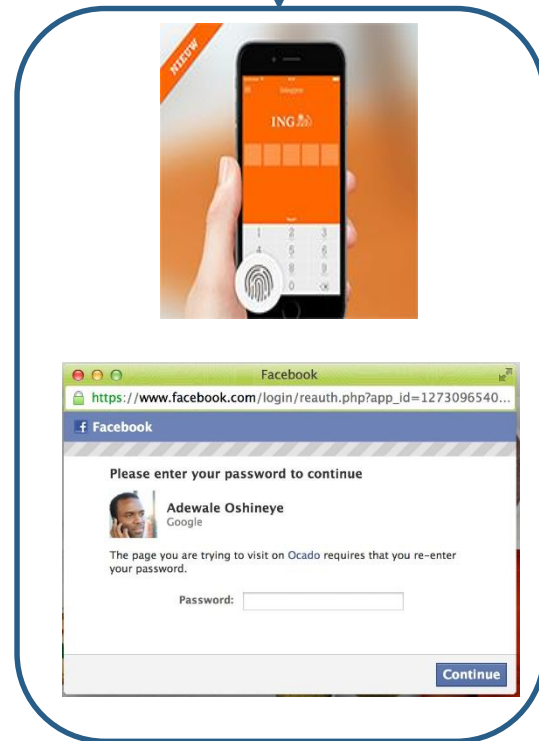 NIEUW
Inloggen
ING
1 2 3
4 5 6
8 9
0
Facebook
https://www.facebook.com/login/reauth.php?app_id=1273096540...
Facebook
Please enter your password to continue
Adewale Oshineye
Google
The page you are trying to visit on Ocado requires that you re-enter
your password.
Password:
Continue